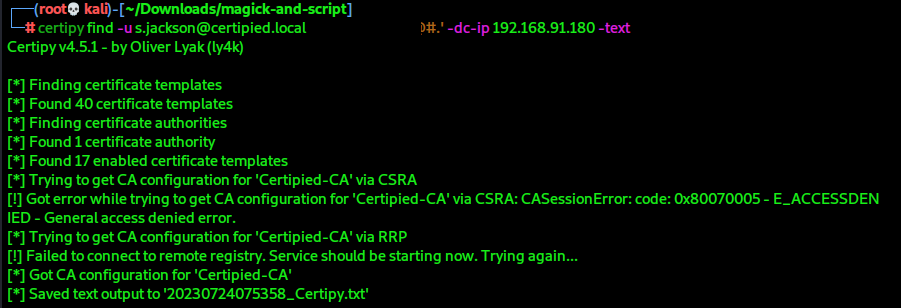 ┌──(root💀kali)-[~/Downloads/magick-and-script]
└─# certipy find -u s.jackson@certipied.local #.' -dc-ip 192.168.91.180 -text
Certipy v4.5.1 - by Oliver Lyak (ly4k)
[*] Finding certificate templates
[*] Found 40 certificate templates
[*] Finding certificate authorities
[*] Found 1 certificate authority
[*] Found 17 enabled certificate templates
[*] Trying to get CA configuration for 'Certipied-CA' via CSRA
[!] Got error while trying to get CA configuration for 'Certipied-CA' via CSRA: CASessionError: code: 0x80070005 - E_ACCESSDEN
IED - General access denied error.
[*] Trying to get CA configuration for 'Certipied-CA' via RRP
[!] Failed to connect to remote registry. Service should be starting now. Trying again...
[*] Got CA configuration for 'Certipied-CA'
[*] Saved text output to '20230724075358_Certipy.txt'